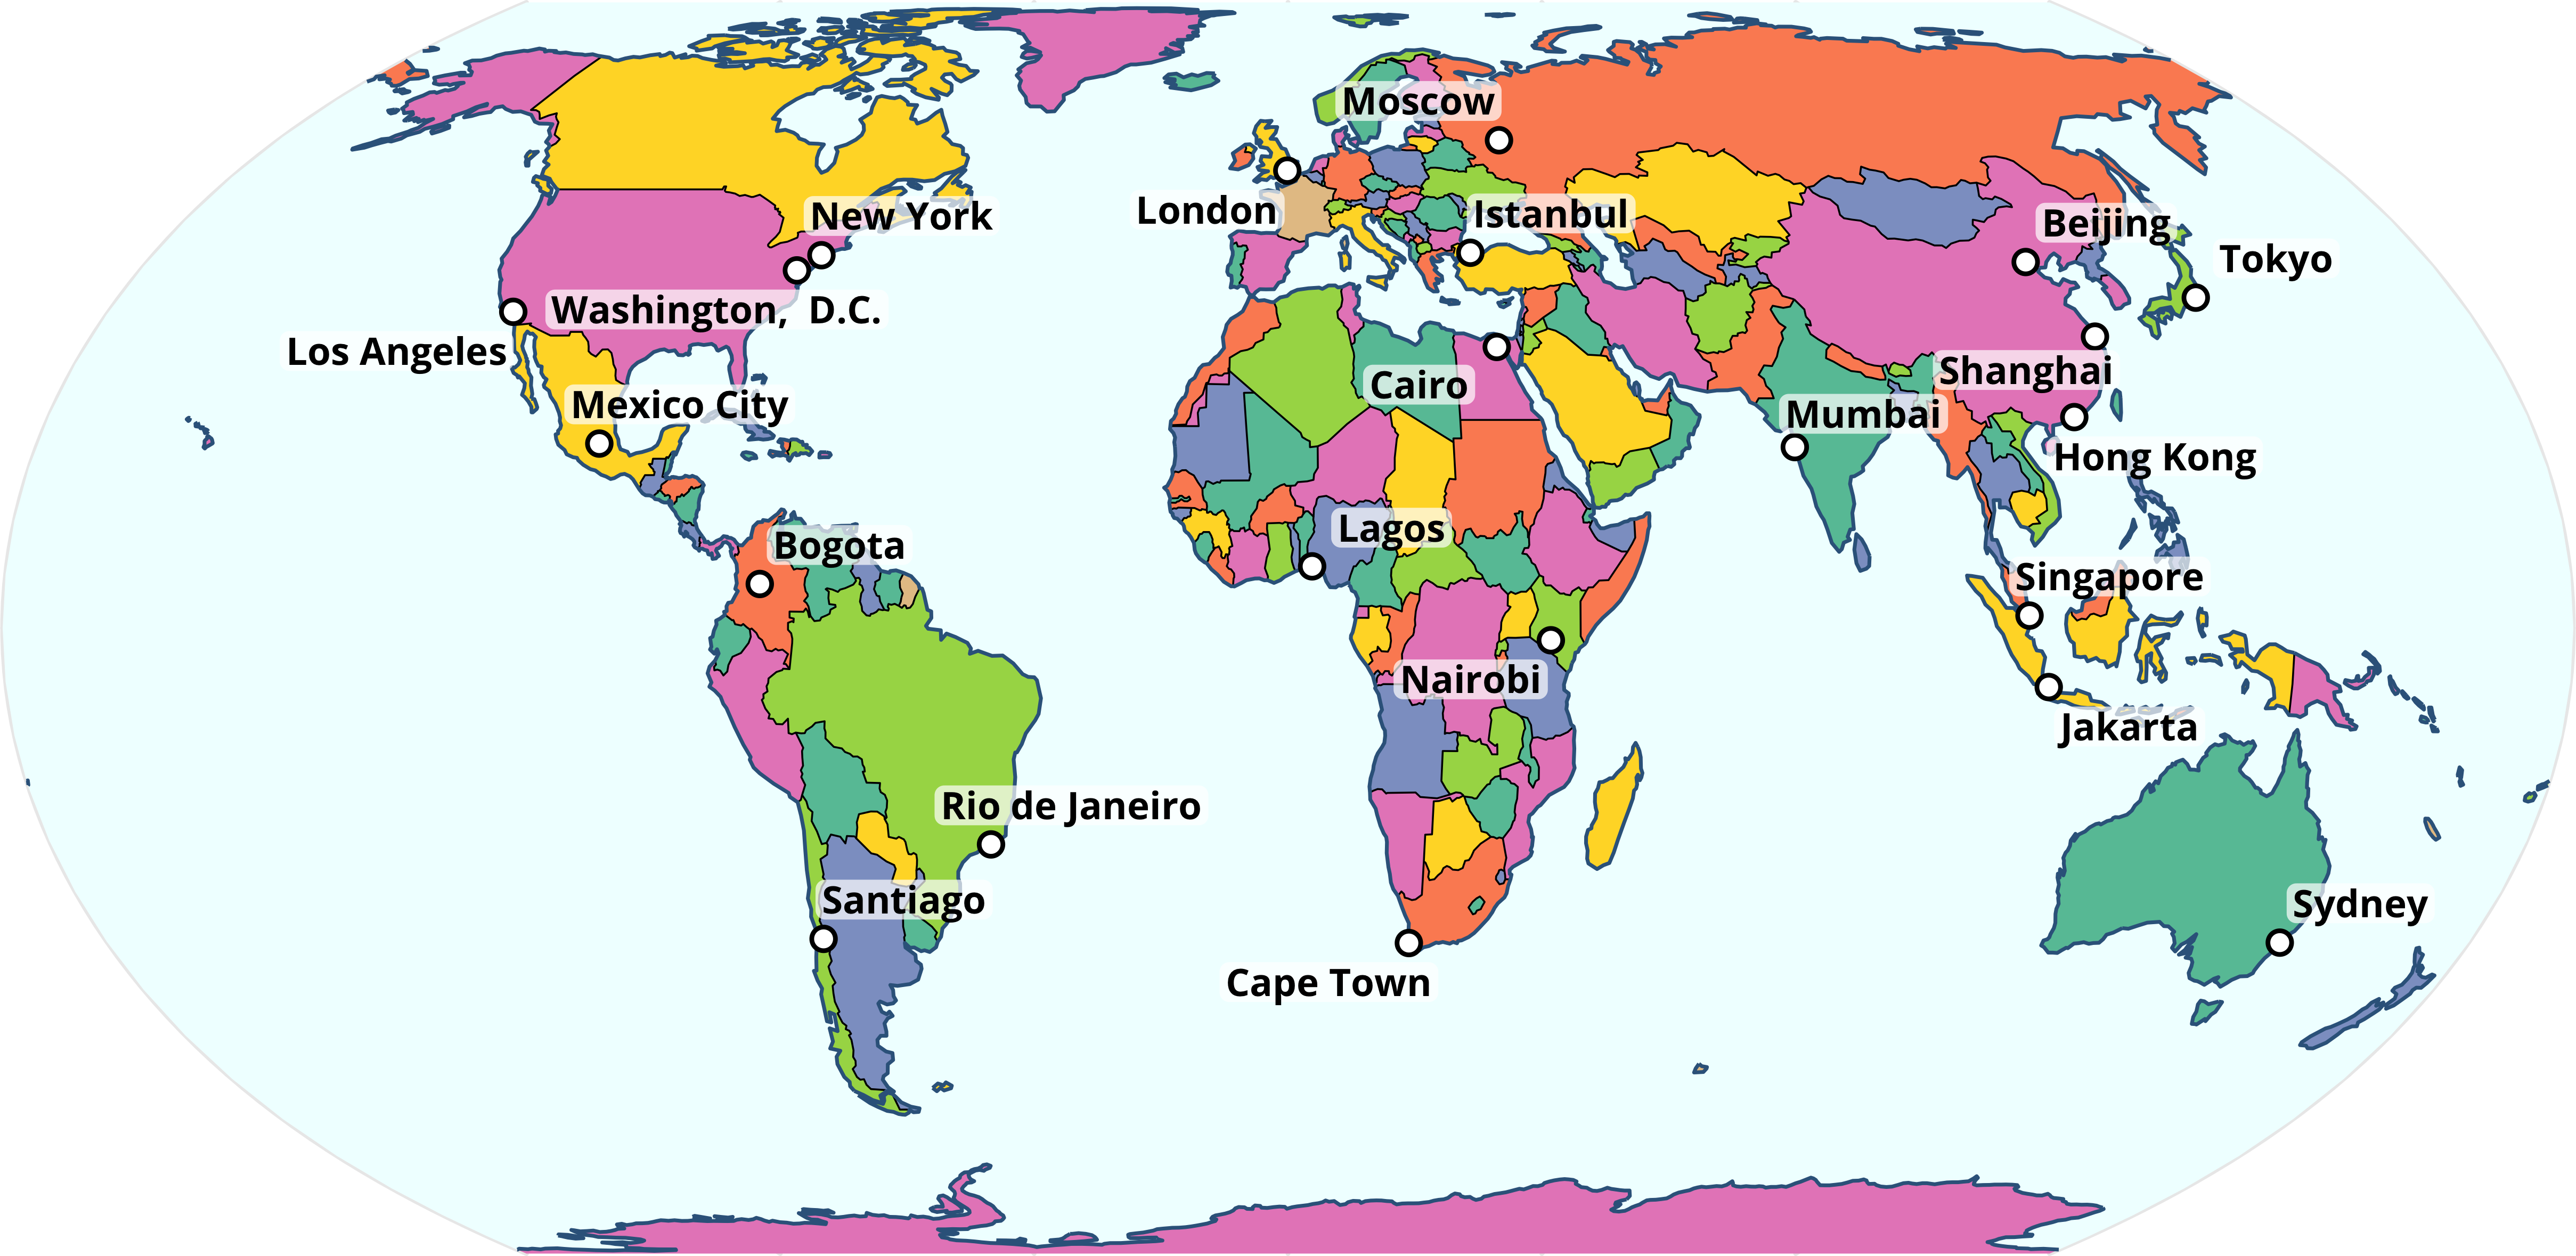 Moscow
London
New York
Istanbul
Beijing
Tokyo
Washington, D.C.
Los Angeles
Cairo
Shanghai
Mexico City
Mumbai
Hong Kong
Lagos
Bogota
Singapore
Nairobi
Jakarta
Rio de Janeiro
Santiago
Sydney
Cape Town